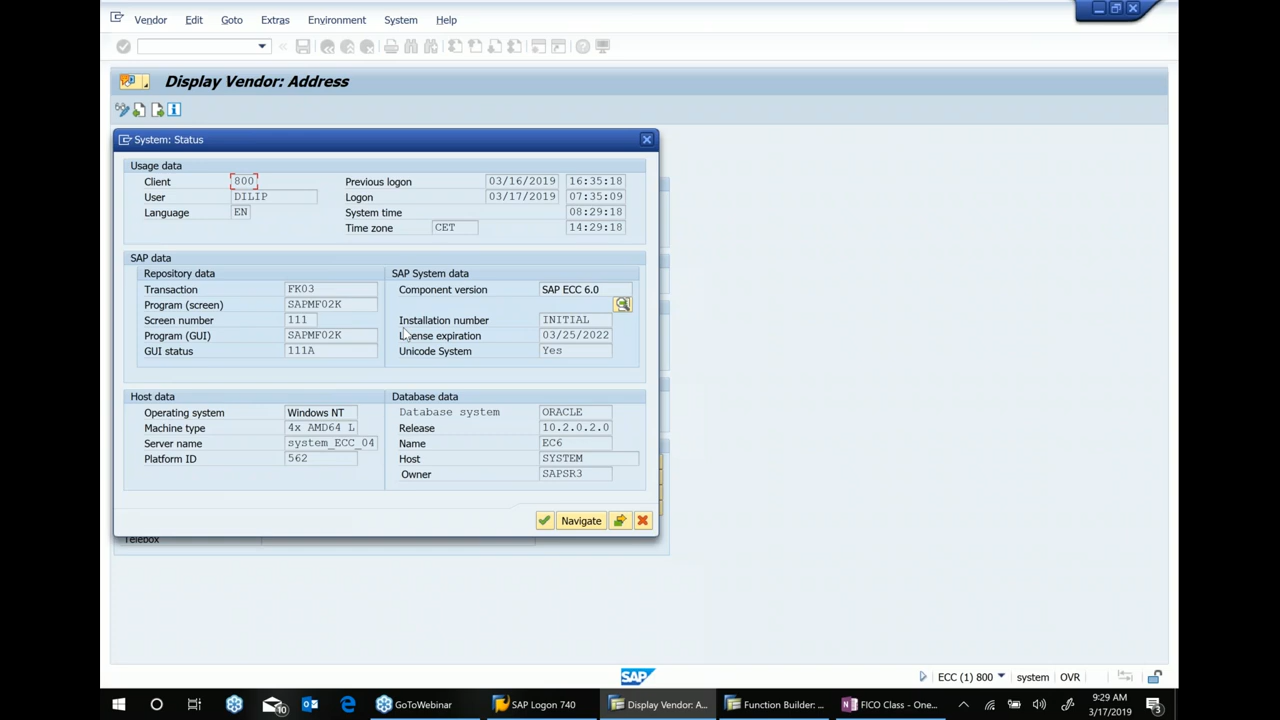 Vendor Edit Goto Extras Environment System Help
Display Vendor: Address
System: Status
Usage data
Client 800 Previous logon 03/16/2019 16:35:18
User DILIP Logon 03/17/2019 07:35:09
Language EN System time 08:29:18
Time zone CET 14:29:18
SAP data
Repository data SAP System data
Transaction FK03 Component version SAP ECC 6.0
Program (screen) SAPMF02K
Screen number 111 Installation number INITIAL
Program (GUI) SAPMF02K License expiration 03/25/2022
GUI status 111A Unicode System Yes
Host data Database data
Operating system Windows NT Database system ORACLE
Machine type 4x AMD64 L Release 10.2.0.2.0
Server name system_ECC_04 Name EC6
Platform ID 562 Host SYSTEM
Owner SAPSR3
Navigate
Telebox
SAP ECC (1) 800 system OVR
10 GoToWebinar SAP Logon 740 Display Vendor: A... Function Builder: ... FICO Class - One... 9:29 AM
3/17/2019 3